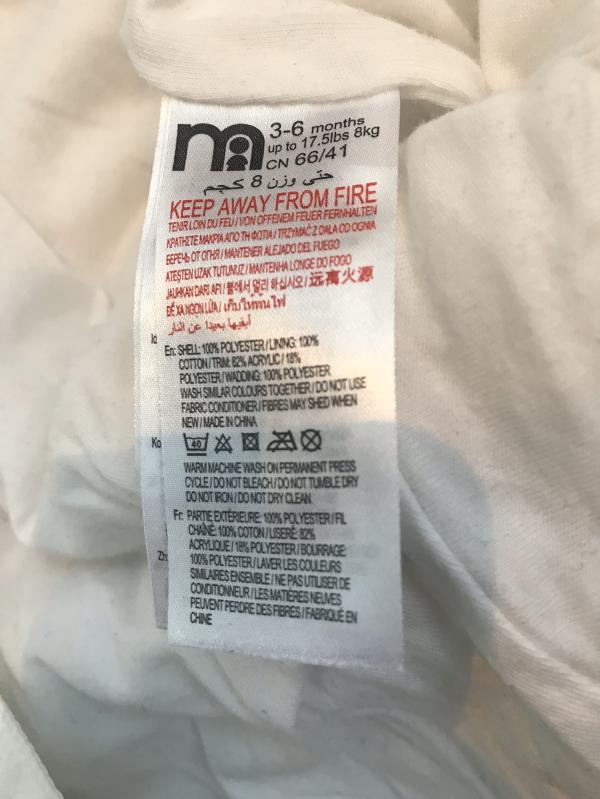 3-6 months
up to 17.5lbs 8kg
CN 66/41
حتى وزن 8 كجم
KEEP AWAY FROM FIRE
TENIR LOIN DU FEU / VON OFFENEM FEUER FERNHALTEN
ΚΡΑΤΗΣΤΕ ΜΑΚΡΙΑ ΑΠΟ ΤΗ ΦΩΤΙΑ / TRZYMAĆ Z DALA OD OGNIA
БЕРЕЧЬ ОТ ОГНЯ / MANTENER ALEJADO DEL FUEGO
ATEŞTEN UZAK TUTUNUZ / MANTENHA LONGE DO FOGO
JAUHKAN DARI API / 불에서 멀리 하십시오 / 远离火源
ĐỂ XA NGỌN LỬA / เก็บให้พ้นไฟ
أبقيها بعيدا عن النار
Id
En: SHELL: 100% POLYESTER / LINING: 100%
COTTON / TRIM: 82% ACRYLIC / 18%
POLYESTER / WADDING: 100% POLYESTER
WASH SIMILAR COLOURS TOGETHER / DO NOT USE
FABRIC CONDITIONER / FIBRES MAY SHED WHEN
NEW / MADE IN CHINA
Ko
40
WARM MACHINE WASH ON PERMANENT PRESS
CYCLE / DO NOT BLEACH / DO NOT TUMBLE DRY
DO NOT IRON / DO NOT DRY CLEAN
Fr: PARTIE EXTÉRIEURE: 100% POLYESTER / FIL
CHAÎNE: 100% COTON / LISERÉ: 82%
ACRYLIQUE / 18% POLYESTER / BOURRAGE:
Zh
100% POLYESTER / LAVER LES COULEURS
SIMILAIRES ENSEMBLE / NE PAS UTILISER DE
CONDITIONNEUR / LES MATIÈRES NEUVES
PEUVENT PERDRE DES FIBRES / FABRIQUÉ EN
CHINE